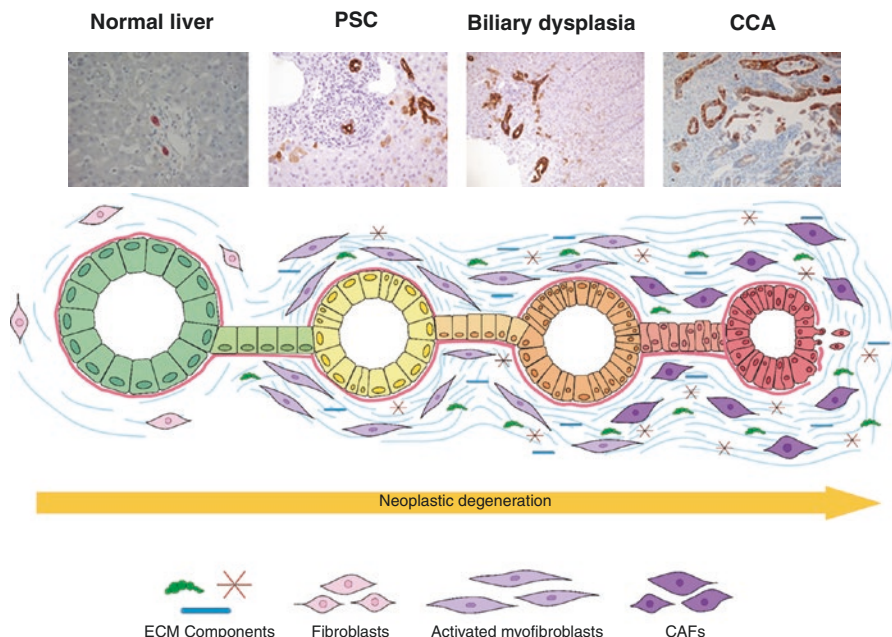 Normal liver
PSC
Biliary dysplasia
CCA
Neoplastic degeneration
ECM Components
Fibroblasts
Activated myofibroblasts
CAFs